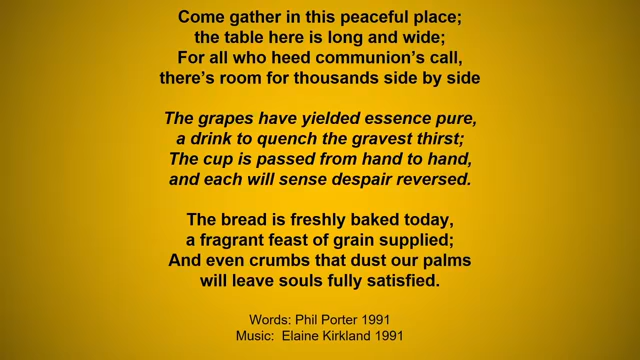 Come gather in this peaceful place;
the table here is long and wide;
For all who heed communion’s call,
there’s room for thousands side by side
The grapes have yielded essence pure,
a drink to quench the gravest thirst;
The cup is passed from hand to hand,
and each will sense despair reversed.
The bread is freshly baked today,
a fragrant feast of grain supplied;
And even crumbs that dust our palms
will leave souls fully satisfied.
Words: Phil Porter 1991
Music:  Elaine Kirkland 1991